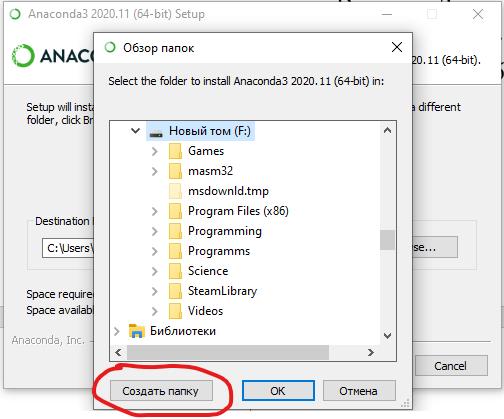 Anaconda3 2020.11 (64-bit) Setup
Обзор папок
ANACO
2020.11 (64-bit).
Select the folder to install Anaconda3 2020.11 (64-bit) in:
Setup will insta
a different
folder, click Br
Новый том (F:)
Games
masm32
msdownld.tmp
Program Files (x86)
Programming
Programms
Science
SteamLibrary
Videos
Библиотеки
Destination
C:\Users\
se...
Space require
Space availab
Anaconda, Inc.
Создать папку
OK
Отмена
Cancel